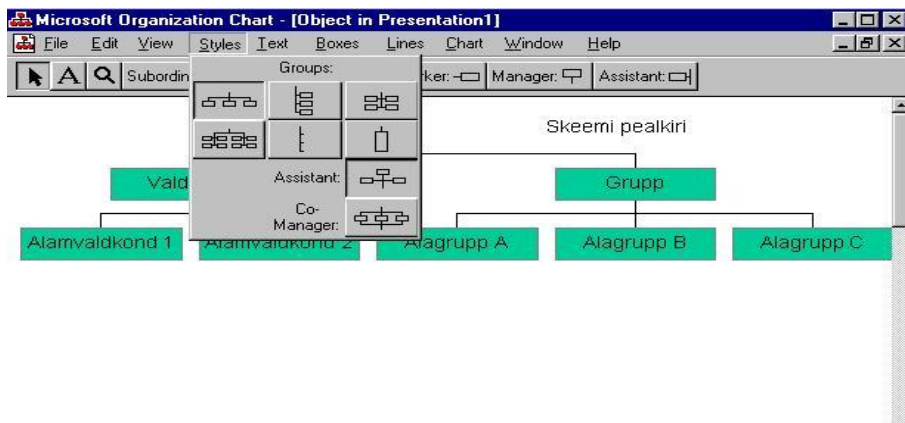 Microsoft Organization Chart - [Object in Presentation1]
File Edit View Styles Text Boxes Lines Chart Window Help
A Subordin ker: Manager: Assistant:
Groups:
Skeemi pealkiri
Assistant:
Vald Grupp
Co-
Manager:
Alamvaldkond 1 Alamvaldkond 2 Alagrupp A Alagrupp B Alagrupp C